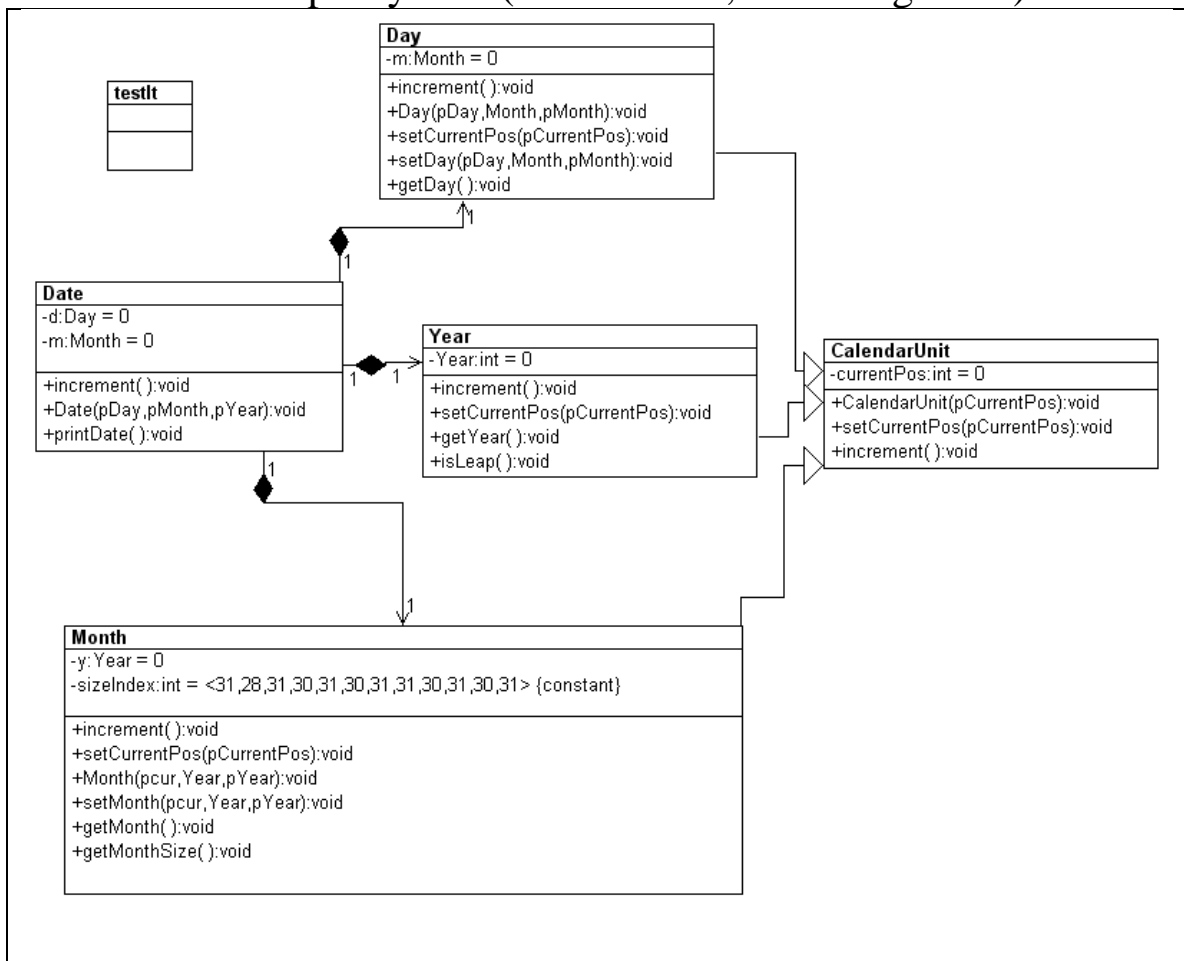 Day
-m:Month = 0
+increment( ):void
+Day(pDay,Month,pMonth):void
+setCurrentPos(pCurrentPos):void
+setDay(pDay,Month,pMonth):void
+getDay( ):void
testIt
1
1
Date
-d:Day = 0
-m:Month = 0
+increment( ):void
+Date(pDay,pMonth,pYear):void
+printDate( ):void
1
1
Year
-Year:int = 0
+increment( ):void
+setCurrentPos(pCurrentPos):void
+getYear( ):void
+isLeap( ):void
CalendarUnit
-currentPos:int = 0
+CalendarUnit(pCurrentPos):void
+setCurrentPos(pCurrentPos):void
+increment( ):void
1
1
Month
-y:Year = 0
-sizeIndex:int = <31,28,31,30,31,30,31,31,30,31,30,31> {constant}
+increment( ):void
+setCurrentPos(pCurrentPos):void
+Month(pcur,Year,pYear):void
+setMonth(pcur,Year,pYear):void
+getMonth( ):void
+getMonthSize( ):void